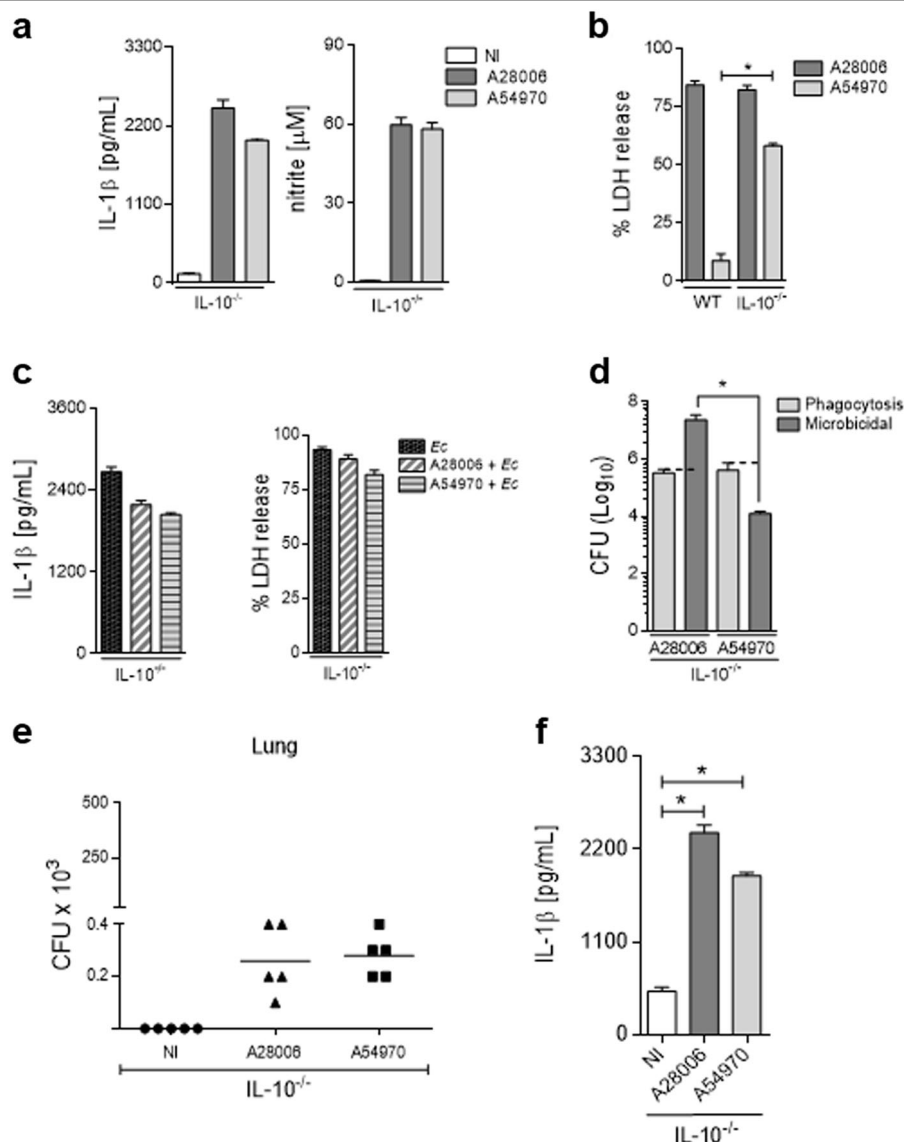 a
IL-1β [pg/mL]
3300
2200
1100
0
IL-10⁻/⁻
nitrite [μM]
90
60
30
0
IL-10⁻/⁻
NI
A28006
A54970
b
% LDH release
100
75
50
25
0
*
WT
IL-10⁻/⁻
A28006
A54970
c
IL-1β [pg/mL]
3600
2400
1200
0
IL-10⁻/⁻
% LDH release
100
75
50
25
0
IL-10⁻/⁻
Ec
A28006 + Ec
A54970 + Ec
d
CFU (Log₁₀)
8
6
4
2
0
*
A28006
A54970
IL-10⁻/⁻
Phagocytosis
Microbicidal
e
Lung
CFU x 10³
500
250
0.4
0.2
NI
A28006
A54970
IL-10⁻/⁻
f
IL-1β [pg/mL]
3300
2200
1100
0
*
*
NI
A28006
A54970
IL-10⁻/⁻